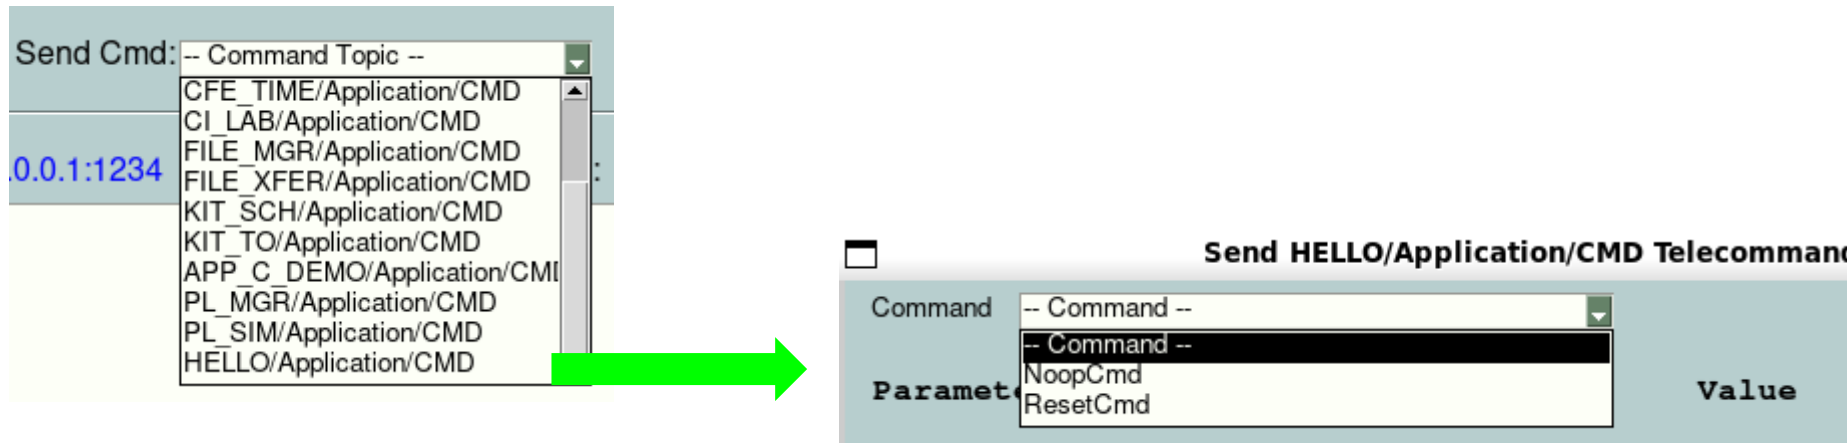 Send Cmd: -- Command Topic --
CFE_TIME/Application/CMD
CI_LAB/Application/CMD
FILE_MGR/Application/CMD
.0.0.1:1234
FILE_XFER/Application/CMD
:
KIT_SCH/Application/CMD
KIT_TO/Application/CMD
APP_C_DEMO/Application/CM
PL_MGR/Application/CMD
PL_SIM/Application/CMD
HELLO/Application/CMD
Send HELLO/Application/CMD Telecommand
Command -- Command --
-- Command --
NoopCmd
Paramet Value
ResetCmd